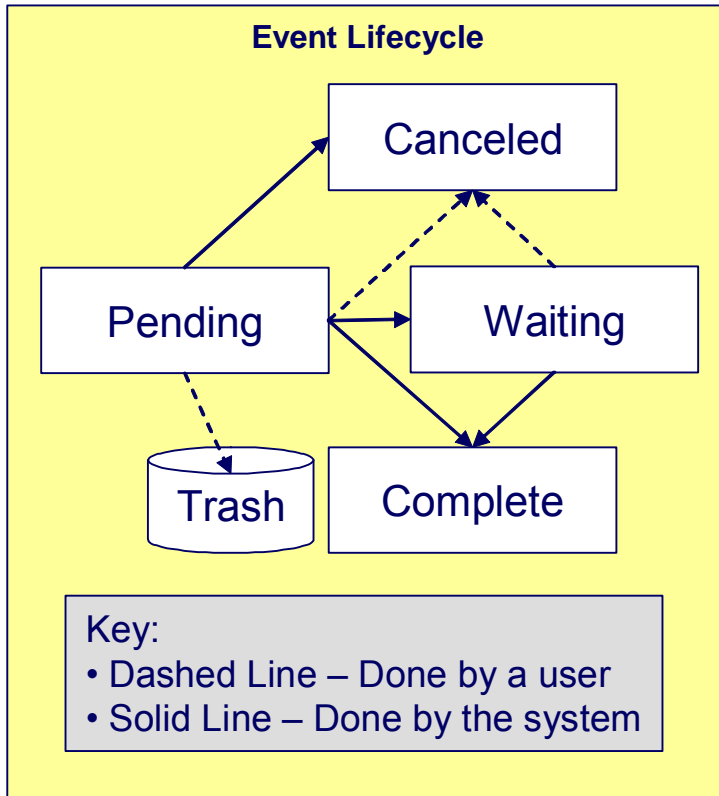 Event Lifecycle
Canceled
Pending
Waiting
Trash
Complete
Key:
• Dashed Line – Done by a user
• Solid Line – Done by the system